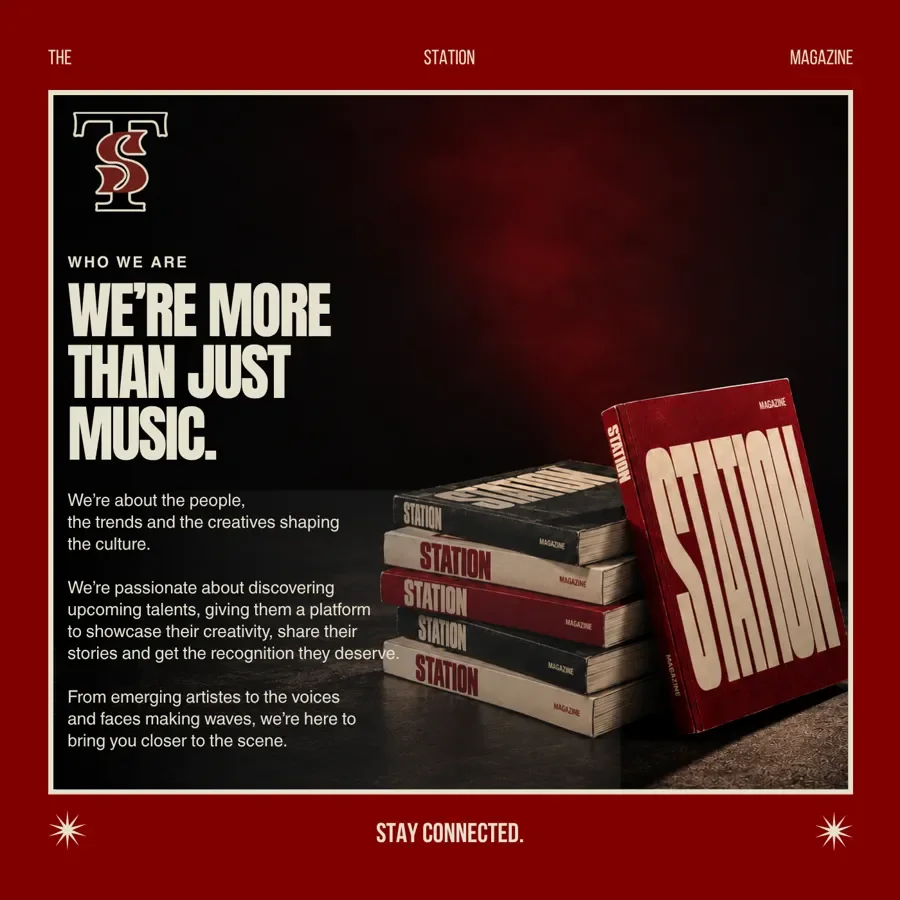 THE STATION MAGAZINE
TS
WHO WE ARE
WE’RE MORE
THAN JUST
MUSIC.
We’re about the people,
the trends and the creatives shaping
the culture.
We’re passionate about discovering
upcoming talents, giving them a platform
to showcase their creativity, share their
stories and get the recognition they deserve.
From emerging artistes to the voices
and faces making waves, we’re here to
bring you closer to the scene.
STATION
STATION
MAGAZINE
STATION
MAGAZINE
STATION
MAGAZINE
STATION
MAGAZINE
STATION
MAGAZINE
MAGAZINE
STATION
STATION
MAGAZINE
STAY CONNECTED.